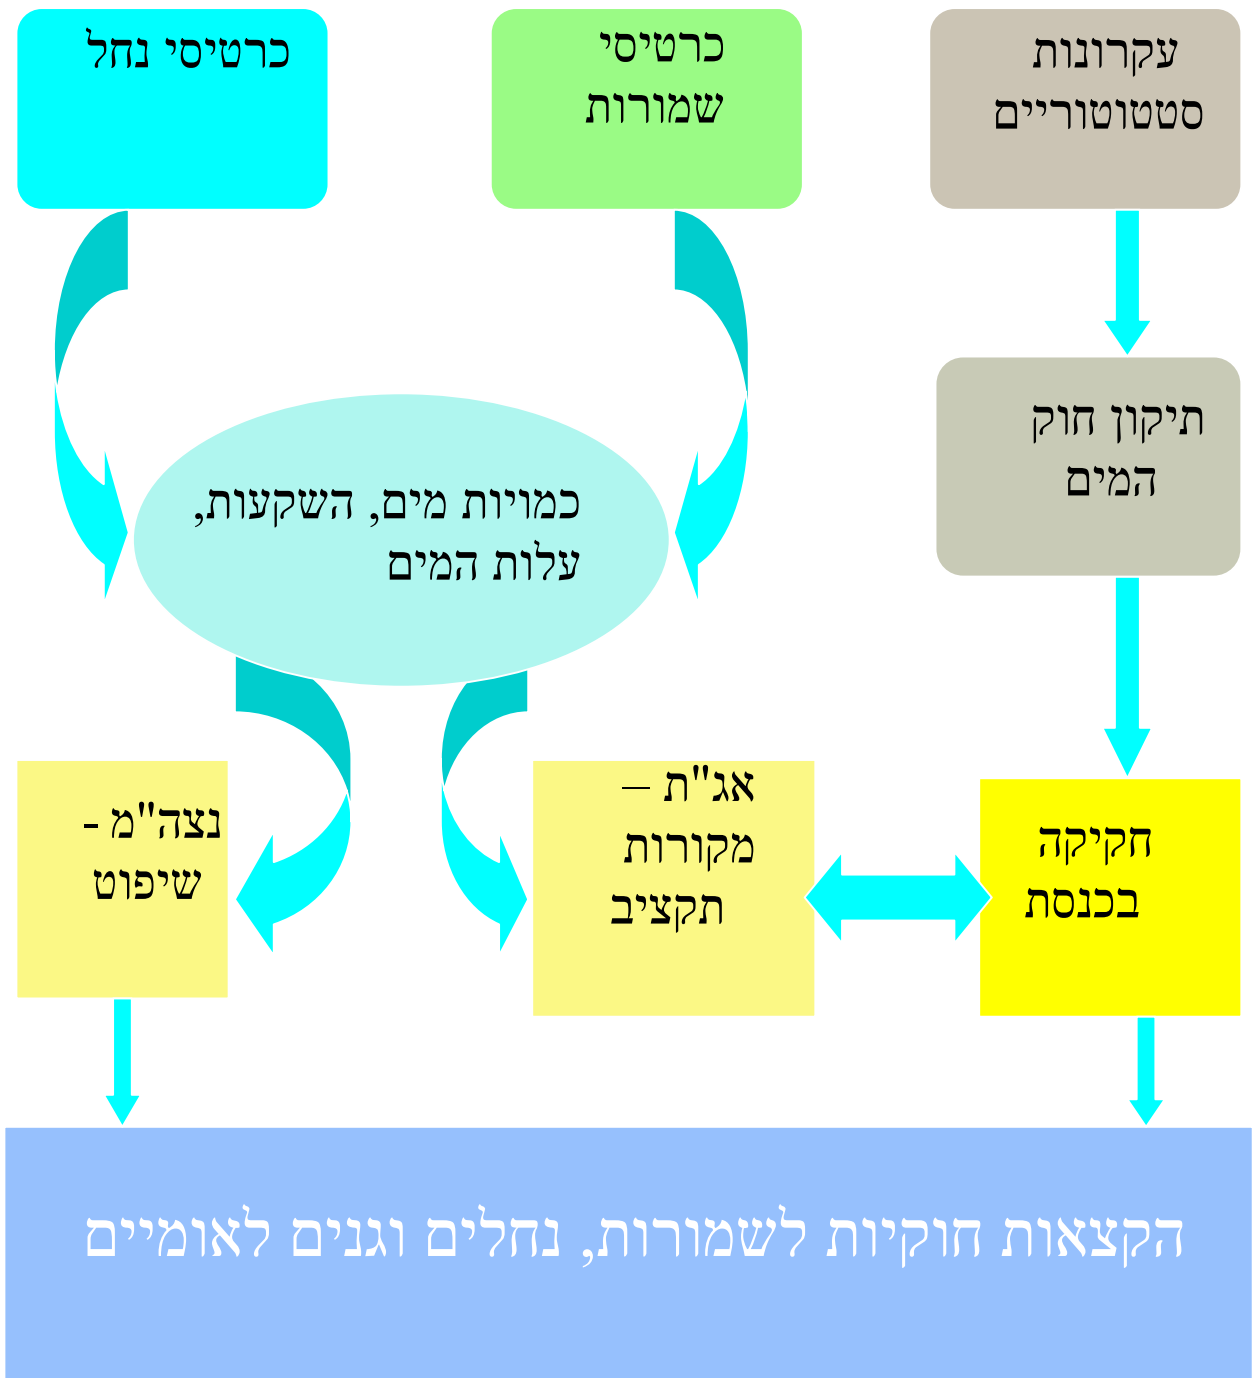 עקרונות
סטטוטוריים
כרטיסי
שמורות
כרטיסי נחל
תיקון חוק
המים
כמויות מים, השקעות,
עלות המים
חקיקה
בכנסת
אג"ת –
מקורות
תקציב
נצה"מ -
שיפוט
הקצאות חוקיות לשמורות, נחלים וגנים לאומיים